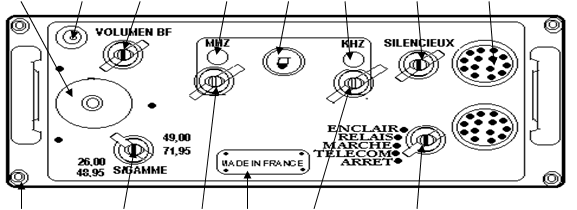 VOLUMEN BF
MHZ
KHZ
SILENCIEUX
49,00
71,95
26,00
48,95
S/GAMME
MADE IN FRANCE
ENCLAIR
RELAIS
MARCHE
TELECOM
ARRET